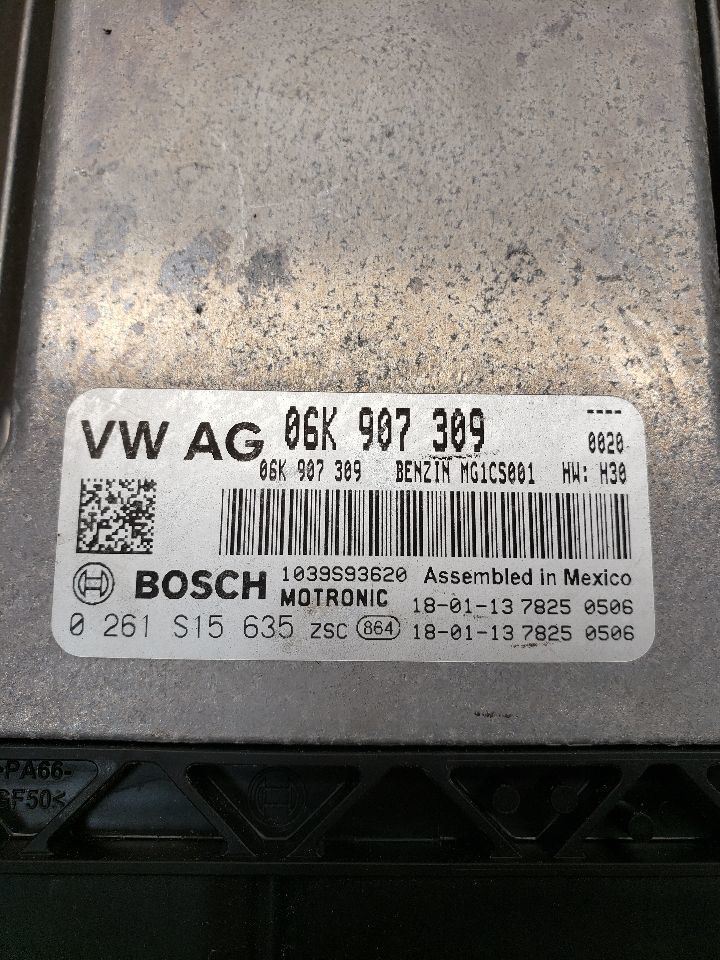 VW AG 06K 907 309 ----
0020
06K 907 309 BENZIN MG1CS001 HW: H30
BOSCH 1039S93620 Assembled in Mexico
MOTRONIC 18-01-13 7825 0506
0 261 S15 635 ZSC 864 18-01-13 7825 0506
>PA66-
GF50<